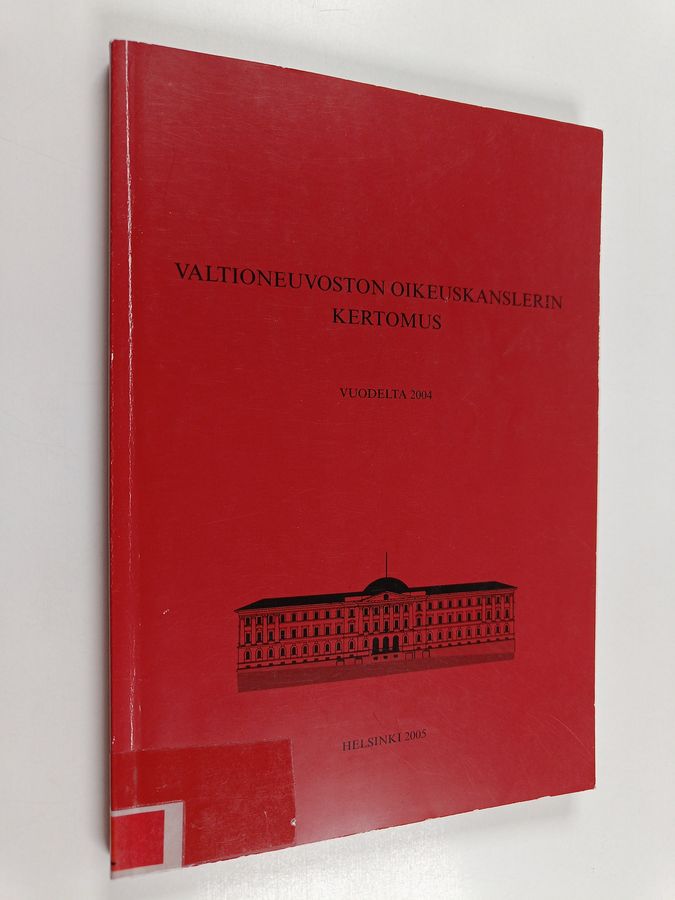 VALTIONEUVOSTON OIKEUSKANSLERIN
KERTOMUS
VUODELTA 2004
HELSINKI 2005